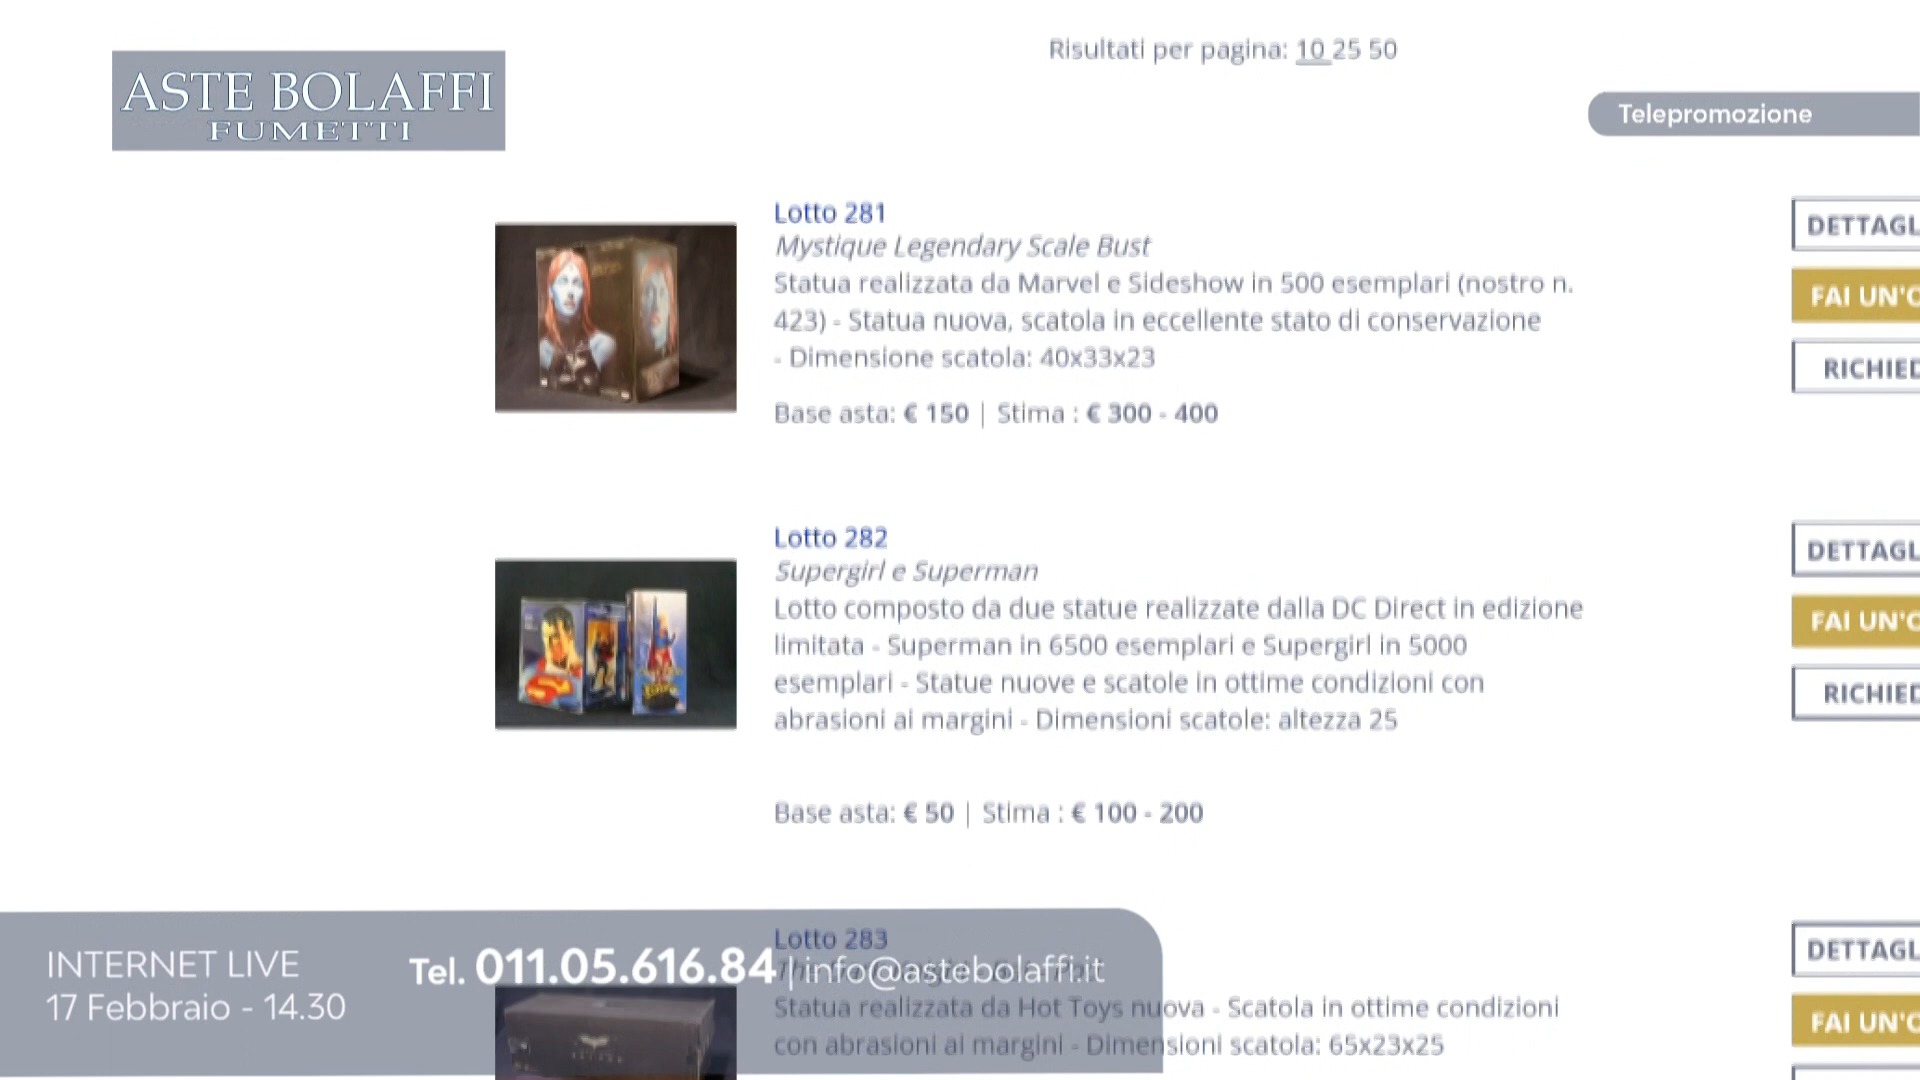 Risultati per pagina: 10 25 50
ASTE BOLAFFI
FUMETTI
Telepromozione
Lotto 281
Mystique Legendary Scale Bust
Statua realizzata da Marvel e Sideshow in 500 esemplari (nostro n.
423) - Statua nuova, scatola in eccellente stato di conservazione
- Dimensione scatola: 40x33x23
Base asta: € 150 | Stima : € 300 - 400
DETTAGL
FAI UN'O
RICHIED
Lotto 282
Supergirl e Superman
Lotto composto da due statue realizzate dalla DC Direct in edizione
limitata - Superman in 6500 esemplari e Supergirl in 5000
esemplari - Statue nuove e scatole in ottime condizioni con
abrasioni ai margini - Dimensioni scatole: altezza 25
Base asta: € 50 | Stima : € 100 - 200
DETTAGL
FAI UN'O
RICHIED
Lotto 283
Statua realizzata da Hot Toys nuova - Scatola in ottime condizioni
con abrasioni ai margini - Dimensioni scatola: 65x23x25
DETTAGL
FAI UN'O
INTERNET LIVE
17 Febbraio - 14.30
Tel. 011.05.616.84 | info@astebolaffi.it